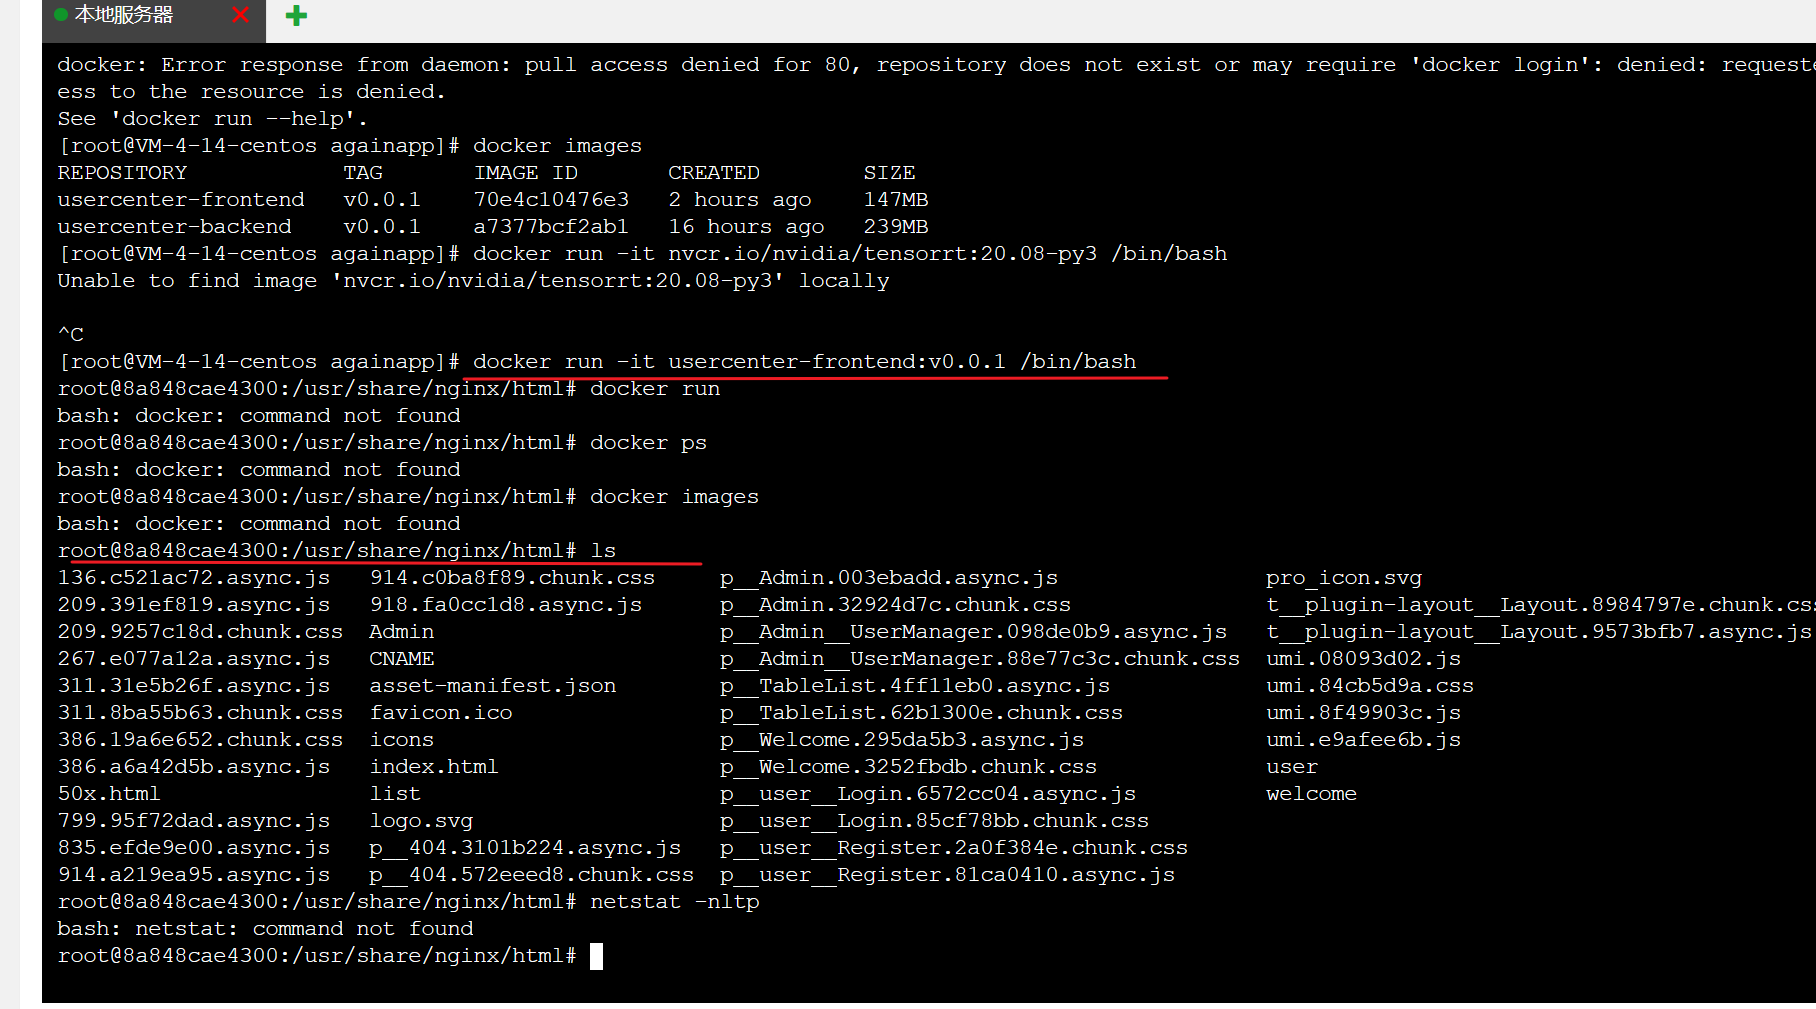 本地服务器
docker: Error response from daemon: pull access denied for 80, repository does not exist or may require 'docker login': denied: requeste
ess to the resource is denied.
See 'docker run --help'.
[root@VM-4-14-centos againapp]# docker images
REPOSITORY TAG IMAGE ID CREATED SIZE
usercenter-frontend v0.0.1 70e4c10476e3 2 hours ago 147MB
usercenter-backend v0.0.1 a7377bcf2ab1 16 hours ago 239MB
[root@VM-4-14-centos againapp]# docker run -it nvcr.io/nvidia/tensorrt:20.08-py3 /bin/bash
Unable to find image 'nvcr.io/nvidia/tensorrt:20.08-py3' locally
^C
[root@VM-4-14-centos againapp]# docker run -it usercenter-frontend:v0.0.1 /bin/bash
root@8a848cae4300:/usr/share/nginx/html# docker run
bash: docker: command not found
root@8a848cae4300:/usr/share/nginx/html# docker ps
bash: docker: command not found
root@8a848cae4300:/usr/share/nginx/html# docker images
bash: docker: command not found
root@8a848cae4300:/usr/share/nginx/html# ls
136.c521ac72.async.js 914.c0ba8f89.chunk.css p__Admin.003ebadd.async.js pro_icon.svg
209.391ef819.async.js 918.fa0cc1d8.async.js p__Admin.32924d7c.chunk.css t__plugin-layout__Layout.8984797e.chunk.css
209.9257c18d.chunk.css Admin p__Admin__UserManager.098de0b9.async.js t__plugin-layout__Layout.9573bfb7.async.js
267.e077a12a.async.js CNAME p__Admin__UserManager.88e77c3c.chunk.css umi.08093d02.js
311.31e5b26f.async.js asset-manifest.json p__TableList.4ff11eb0.async.js umi.84cb5d9a.css
311.8ba55b63.chunk.css favicon.ico p__TableList.62b1300e.chunk.css umi.8f49903c.js
386.19a6e652.chunk.css icons p__Welcome.295da5b3.async.js umi.e9afee6b.js
386.a6a42d5b.async.js index.html p__Welcome.3252fbdb.chunk.css user
50x.html list p__user__Login.6572cc04.async.js welcome
799.95f72dad.async.js logo.svg p__user__Login.85cf78bb.chunk.css
835.efde9e00.async.js p__404.3101b224.async.js p__user__Register.2a0f384e.chunk.css
914.a219ea95.async.js p__404.572eeed8.chunk.css p__user__Register.81ca0410.async.js
root@8a848cae4300:/usr/share/nginx/html# netstat -nltp
bash: netstat: command not found
root@8a848cae4300:/usr/share/nginx/html#